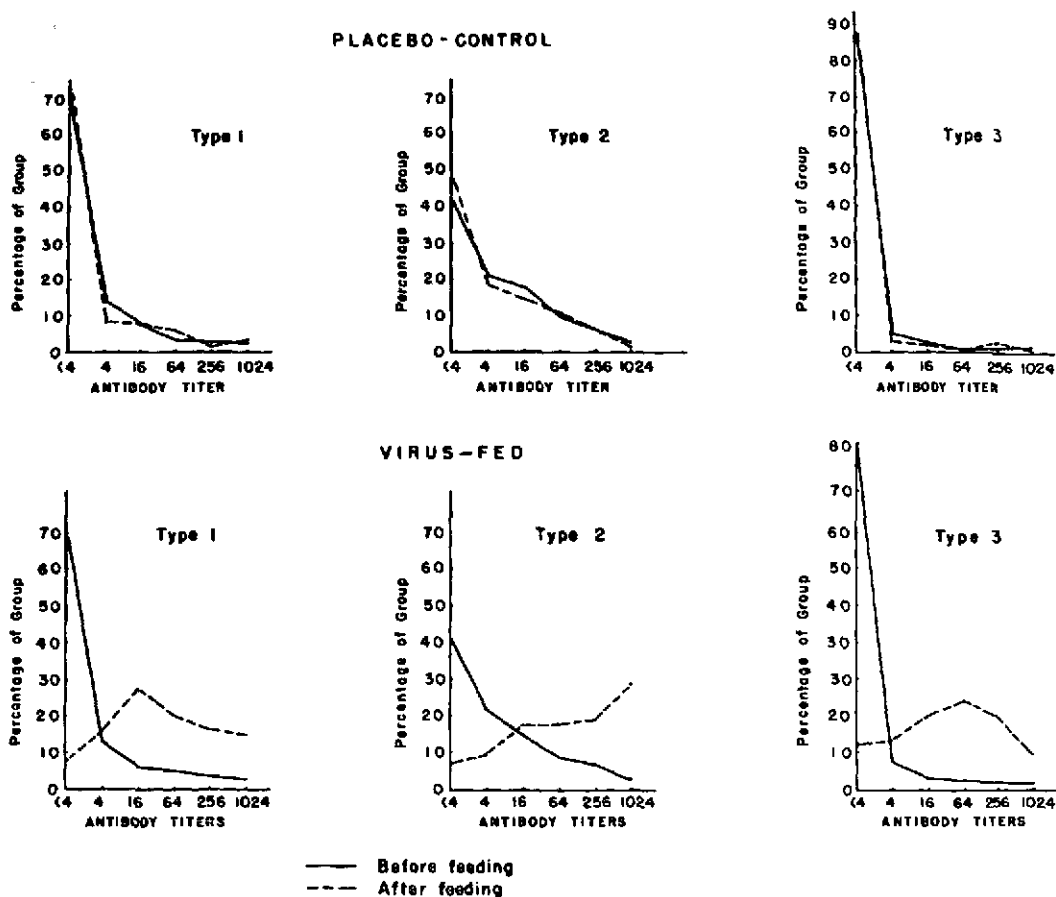 PLACEBO-CONTROL
Percentage of Group
70
60
50
40
30
20
10
0
Type 1
<4 4 16 64 256 1024
ANTIBODY TITER
Percentage of Group
70
60
50
40
30
20
10
0
Type 2
<4 4 16 64 256 1024
ANTIBODY TITER
Percentage of Group
90
80
70
60
50
40
30
20
10
0
Type 3
<4 4 16 64 256 1024
ANTIBODY TITER
VIRUS-FED
Percentage of Group
70
60
50
40
30
20
10
0
Type 1
<4 4 16 64 256 1024
ANTIBODY TITERS
Percentage of Group
70
60
50
40
30
20
10
0
Type 2
<4 4 16 64 256 1024
ANTIBODY TITERS
Percentage of Group
80
70
60
50
40
30
20
10
0
Type 3
<4 4 16 64 256 1024
ANTIBODY TITERS
Before feeding
After feeding